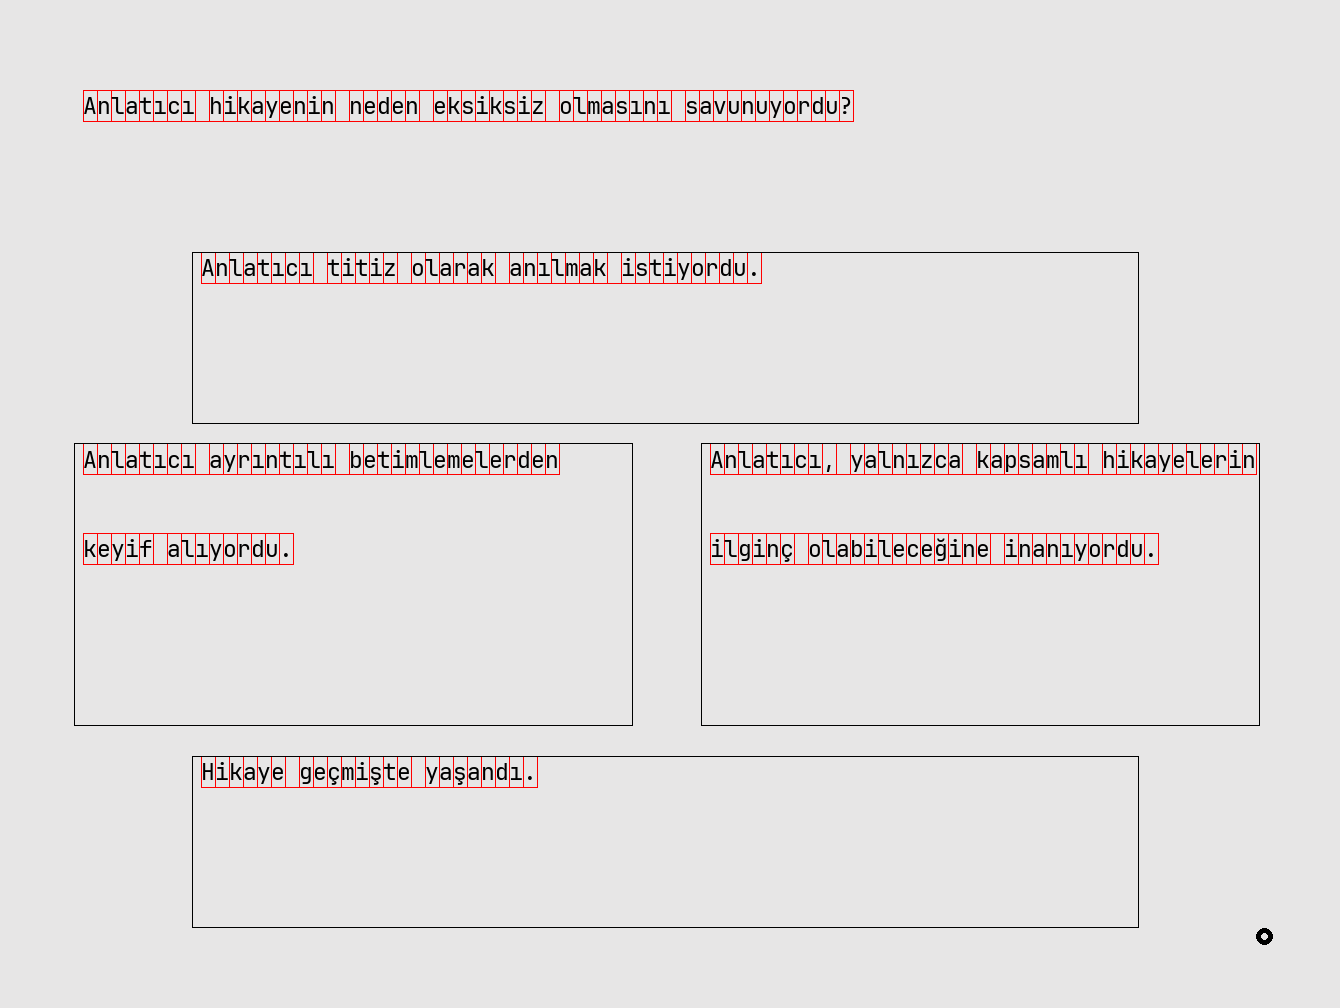 Anlatıcı hikayenin neden eksiksiz olmasını savunuyordu?
Anlatıcı titiz olarak anılmak istiyordu.
Anlatıcı ayrıntılı betimlemelerden
keyif alıyordu.
Anlatıcı, yalnızca kapsamlı hikayelerin
ilginç olabileceğine inanıyordu.
Hikaye geçmişte yaşandı.